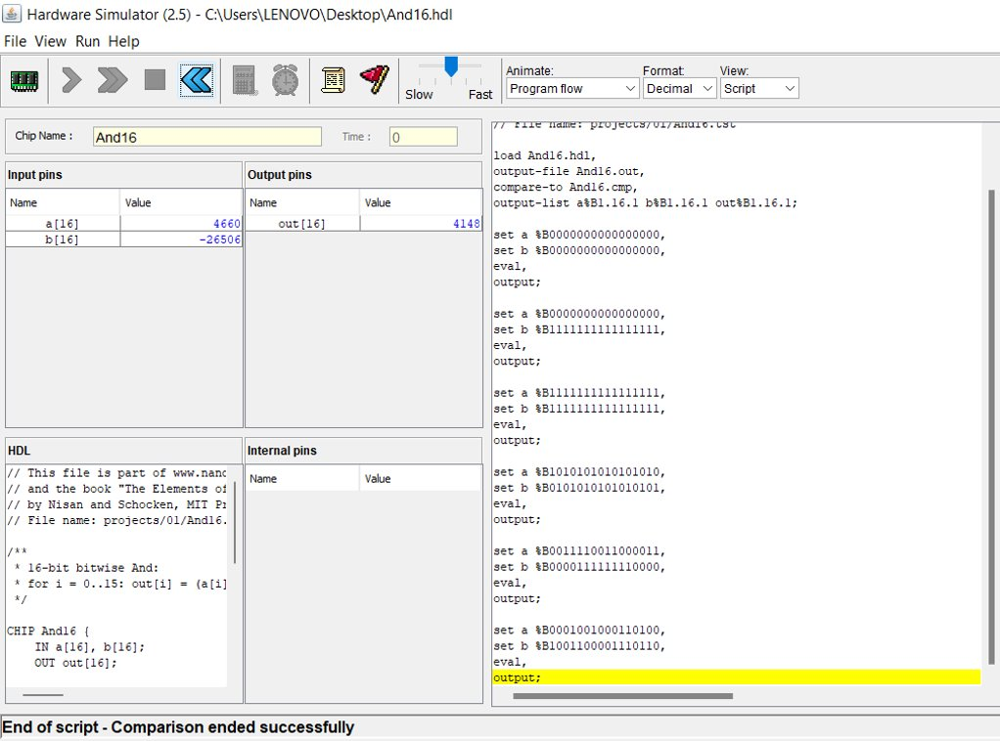 Hardware Simulator (2.5) - C:\Users\LENOVO\Desktop\And16.hdl
File View Run Help
Slow Fast
Animate: Format: View:
Program flow Decimal Script
Chip Name : And16 Time : 0
Input pins
Name Value
a[16] 4660
b[16] -26506
Output pins
Name Value
out[16] 4148
HDL
// This file is part of www.nand
// and the book "The Elements of
// by Nisan and Schocken, MIT Pr
// File name: projects/01/And16.
/**
* 16-bit bitwise And:
* for i = 0..15: out[i] = (a[i]
*/
CHIP And16 {
IN a[16], b[16];
OUT out[16];
Internal pins
Name Value
// File name: projects/01/And16.tst
load And16.hdl,
output-file And16.out,
compare-to And16.cmp,
output-list a%B1.16.1 b%B1.16.1 out%B1.16.1;
set a %B0000000000000000,
set b %B0000000000000000,
eval,
output;
set a %B0000000000000000,
set b %B1111111111111111,
eval,
output;
set a %B1111111111111111,
set b %B1111111111111111,
eval,
output;
set a %B1010101010101010,
set b %B0101010101010101,
eval,
output;
set a %B0011110011000011,
set b %B0000111111110000,
eval,
output;
set a %B0001001000110100,
set b %B1001100001110110,
eval,
output;
End of script - Comparison ended successfully